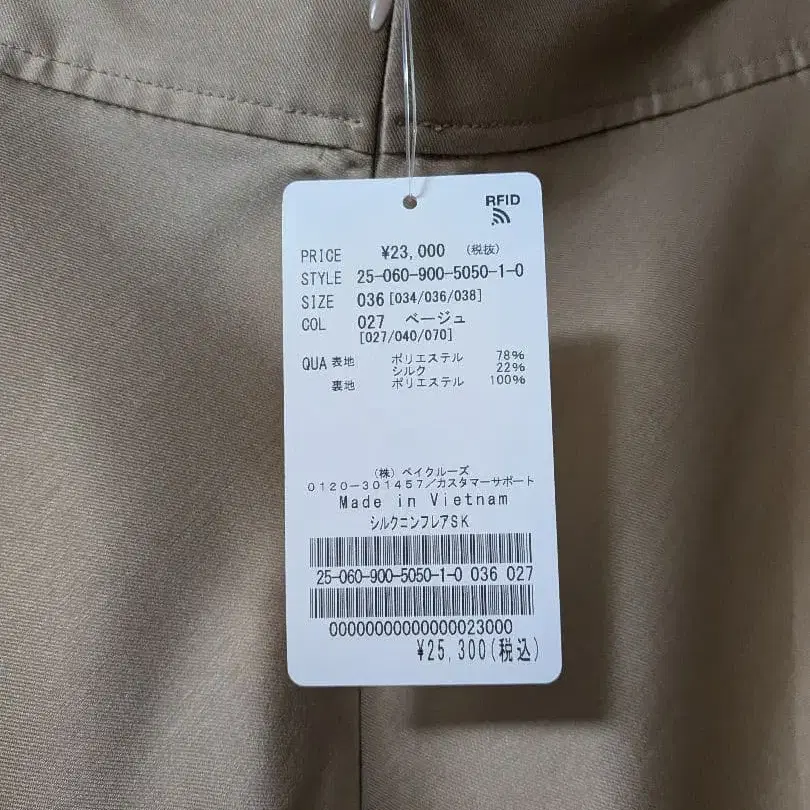 RFID
PRICE ¥23,000 (税抜)
STYLE 25-060-900-5050-1-0
SIZE 036 [034/036/038]
COL 027 ベージュ
[027/040/070]
QUA 表地 ポリエステル 78%
シルク 22%
裏地 ポリエステル 100%
(株) ベイクルーズ
0120-301457/カスタマーサポート
Made in Vietnam
シルクニンフレアSK
25-060-900-5050-1-0 036 027
00000000000000023000
¥25,300(税込)